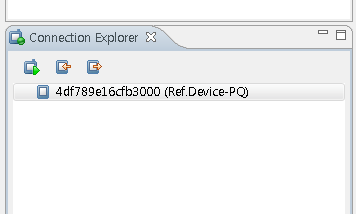 Connection Explorer
4df789e16cfb3000 (Ref.Device-PQ)